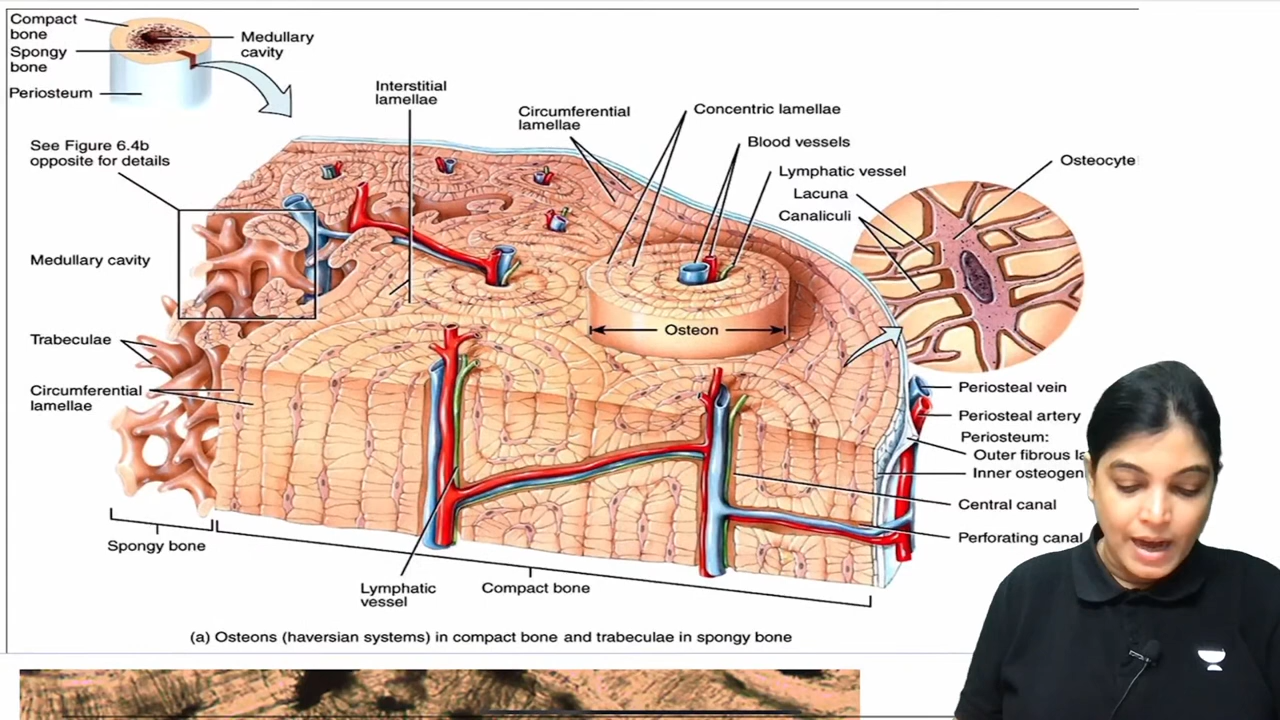 Compact
bone
Spongy
bone
Periosteum
Medullary
cavity
See Figure 6.4b
opposite for details
Interstitial
lamellae
Circumferential
lamellae
Concentric lamellae
Blood vessels
Lymphatic vessel
Lacuna
Canaliculi
Osteocyte
Medullary cavity
Trabeculae
Circumferential
lamellae
Osteon
Periosteal vein
Periosteal artery
Periosteum:
Outer fibrous
Inner
Central canal
Perforating canal
Spongy bone
Lymphatic
vessel
Compact bone
(a) Osteons (haversian systems) in compact bone and trabeculae in spongy bone